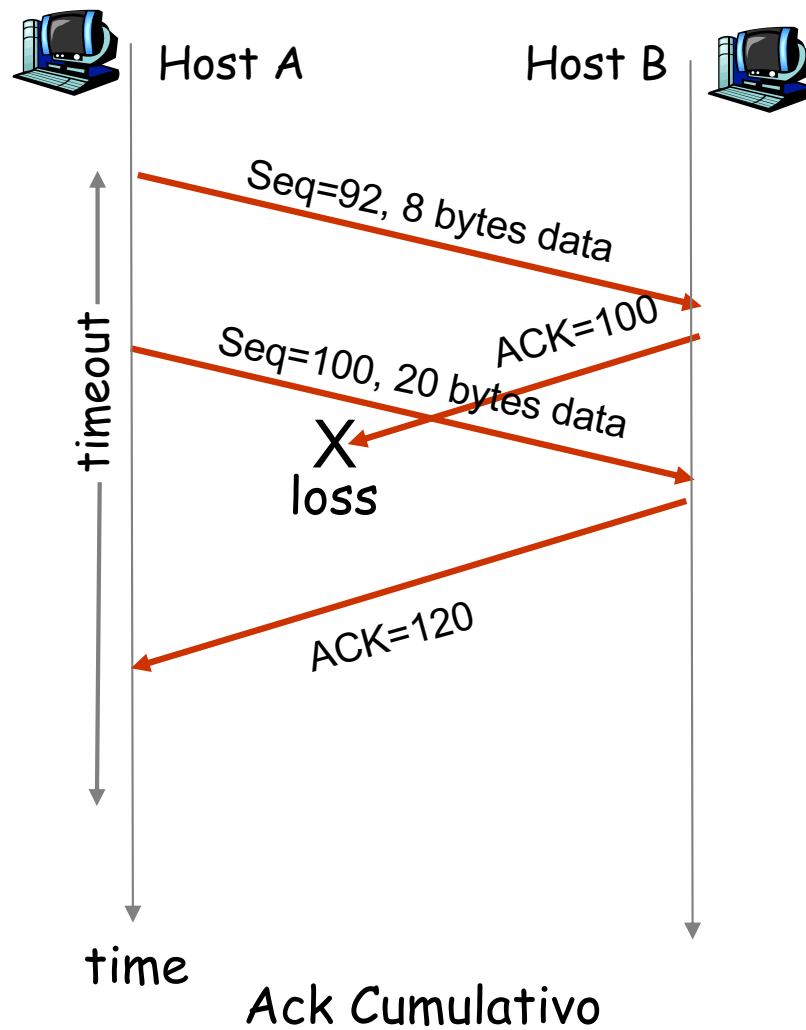 Host A
Host B
Seq=92, 8 bytes data
ACK=100
timeout
Seq=100, 20 bytes data
X
loss
ACK=120
time
Ack Cumulativo